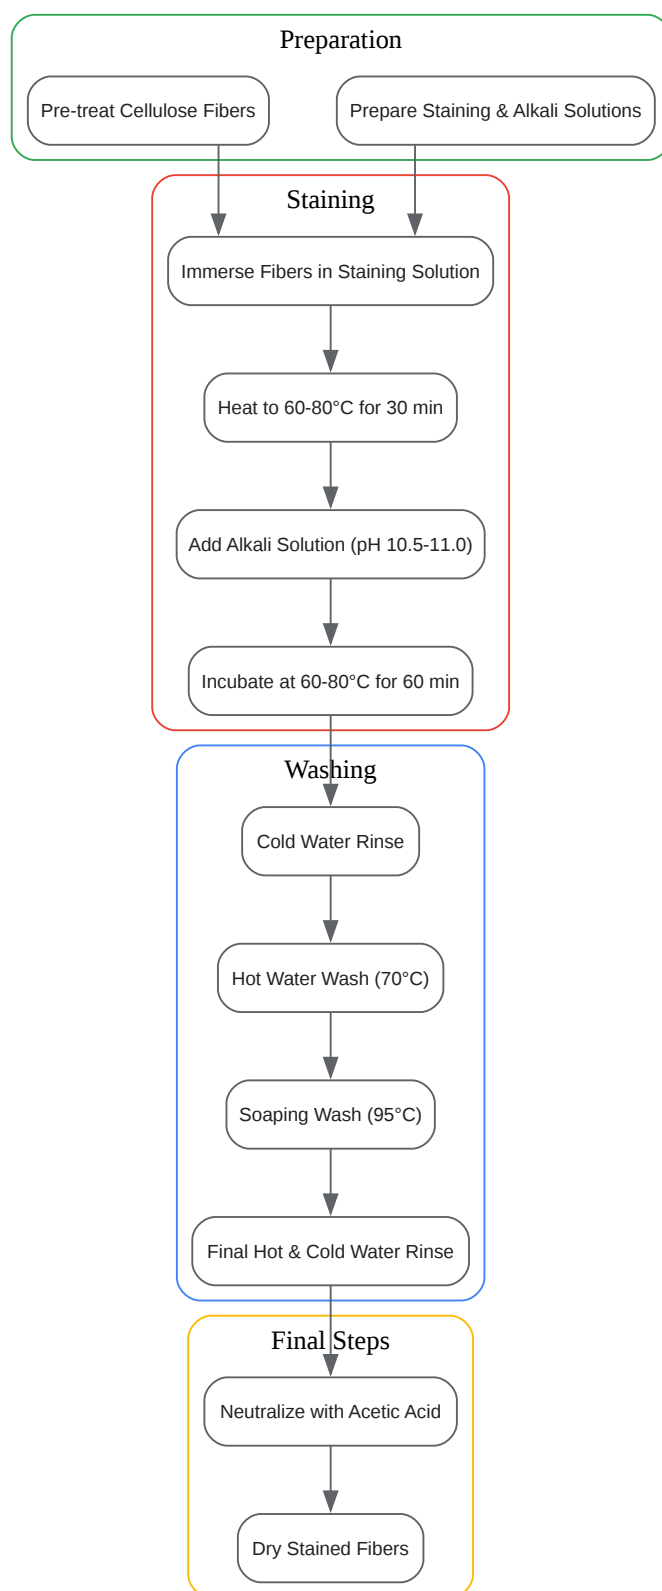 Preparation
Pre-treat Cellulose Fibers
Prepare Staining & Alkali Solutions
Staining
Immerse Fibers in Staining Solution
Heat to 60-80°C for 30 min
Add Alkali Solution (pH 10.5-11.0)
Incubate at 60-80°C for 60 min
Washing
Cold Water Rinse
Hot Water Wash (70°C)
Soaping Wash (95°C)
Final Hot & Cold Water Rinse
Final Steps
Neutralize with Acetic Acid
Dry Stained Fibers